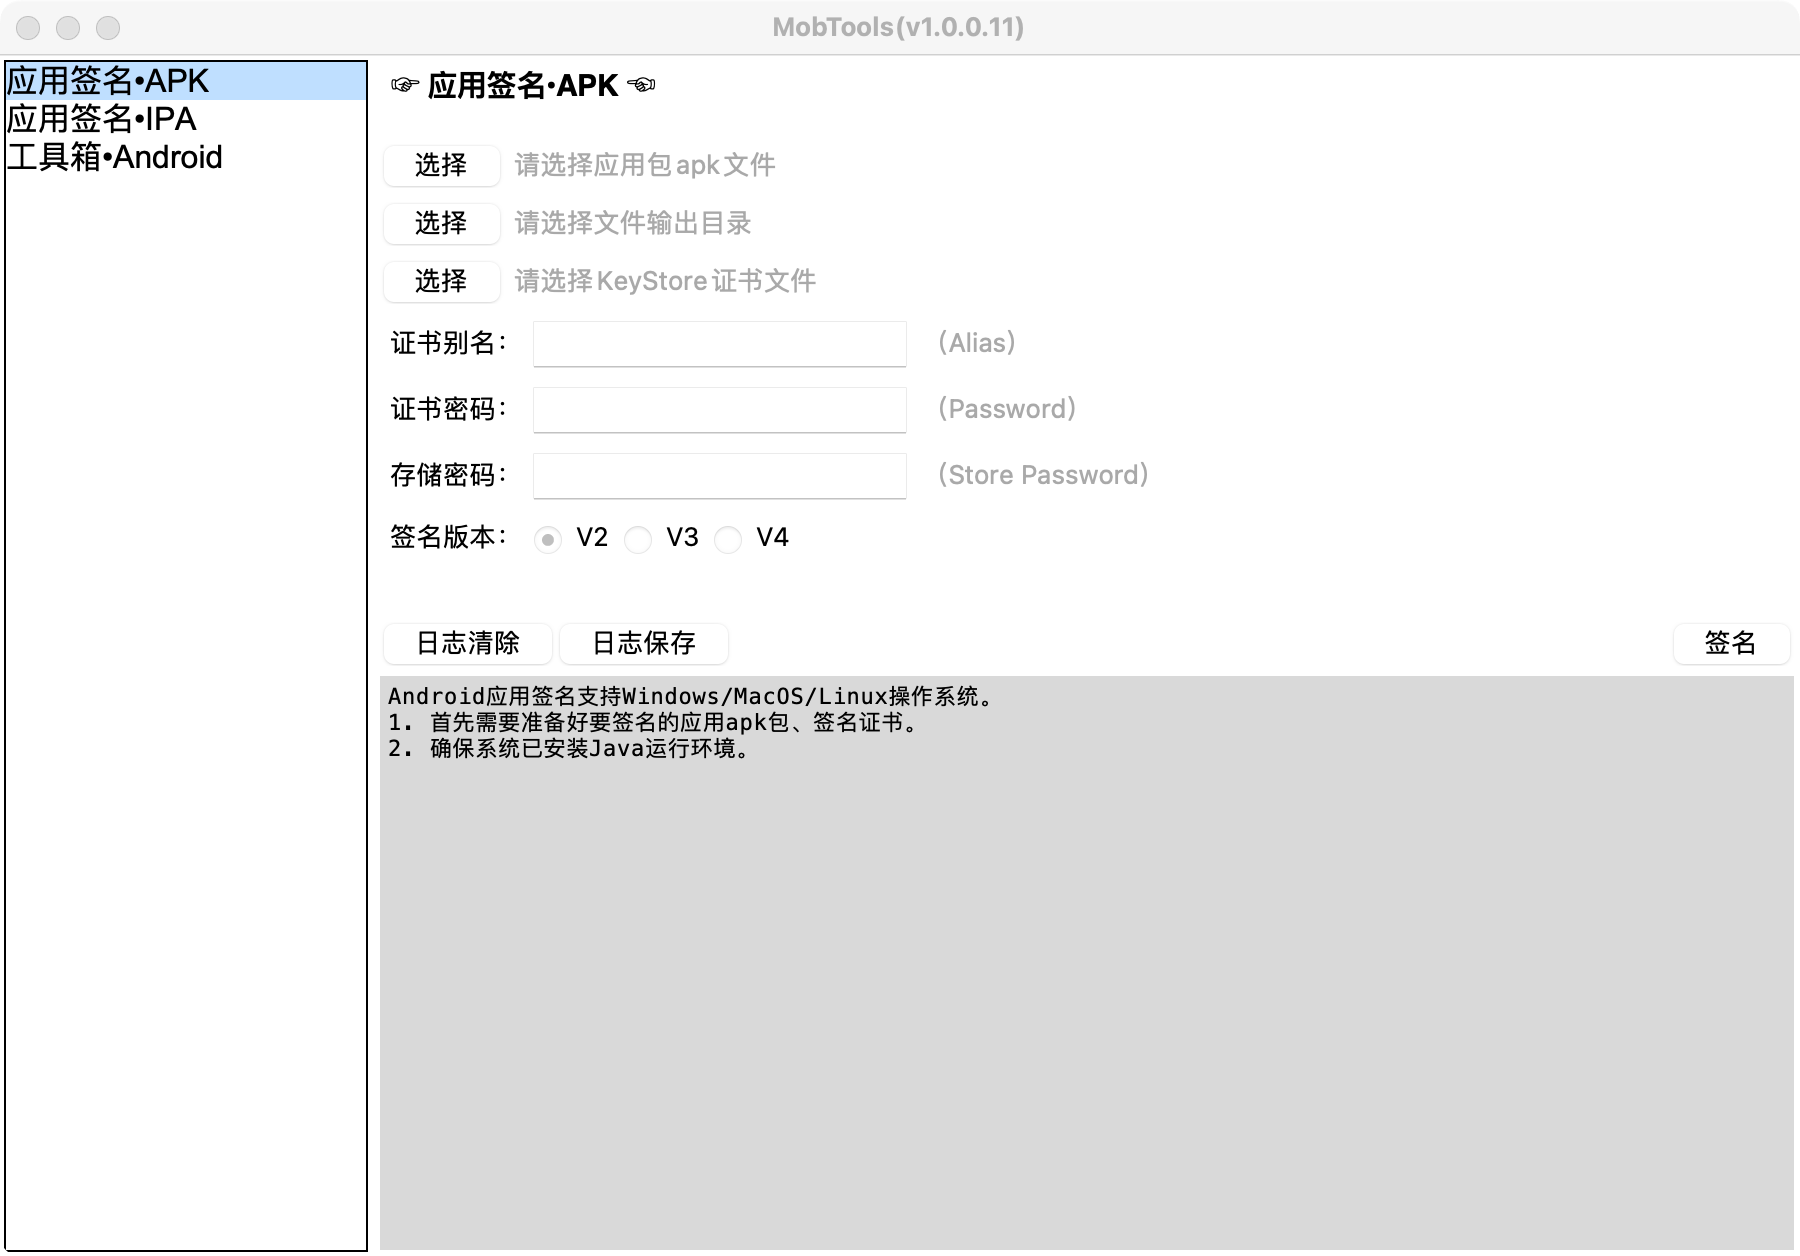 MobTools(v1.0.0.11)
应用签名•APK
应用签名•IPA
工具箱•Android
☞ 应用签名•APK ☜
选择 请选择应用包apk文件
选择 请选择文件输出目录
选择 请选择KeyStore证书文件
证书别名： (Alias)
证书密码： (Password)
存储密码： (Store Password)
签名版本： V2 V3 V4
日志清除 日志保存 签名
Android应用签名支持Windows/MacOS/Linux操作系统。
1. 首先需要准备好要签名的应用apk包、签名证书。
2. 确保系统已安装Java运行环境。